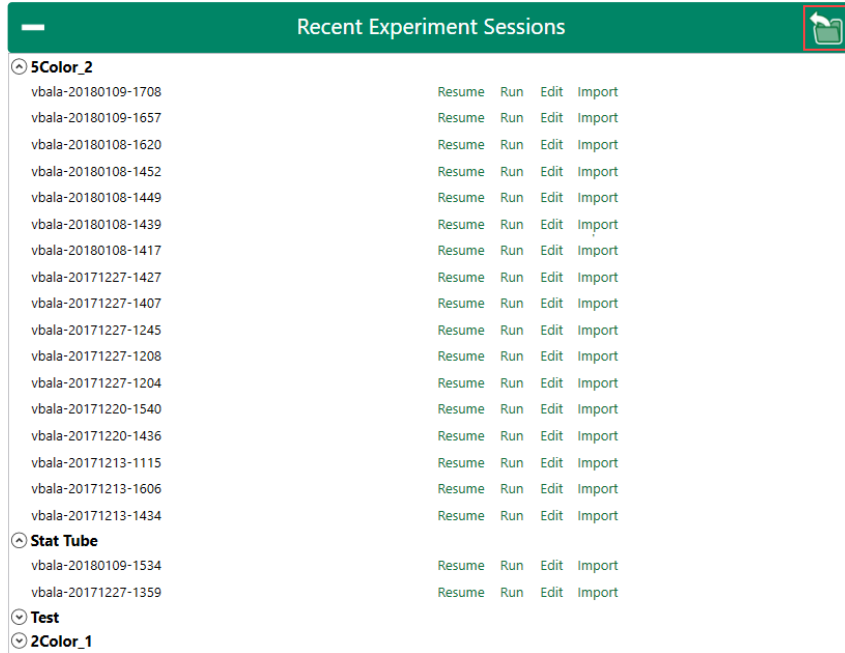 Recent Experiment Sessions
5Color_2
vbala-20180109-1708 Resume Run Edit Import
vbala-20180109-1657 Resume Run Edit Import
vbala-20180108-1620 Resume Run Edit Import
vbala-20180108-1452 Resume Run Edit Import
vbala-20180108-1449 Resume Run Edit Import
vbala-20180108-1439 Resume Run Edit Import
vbala-20180108-1417 Resume Run Edit Import
vbala-20171227-1427 Resume Run Edit Import
vbala-20171227-1407 Resume Run Edit Import
vbala-20171227-1245 Resume Run Edit Import
vbala-20171227-1208 Resume Run Edit Import
vbala-20171227-1204 Resume Run Edit Import
vbala-20171220-1540 Resume Run Edit Import
vbala-20171220-1436 Resume Run Edit Import
vbala-20171213-1115 Resume Run Edit Import
vbala-20171213-1606 Resume Run Edit Import
vbala-20171213-1434 Resume Run Edit Import
Stat Tube
vbala-20180109-1534 Resume Run Edit Import
vbala-20171227-1359 Resume Run Edit Import
Test
2Color_1